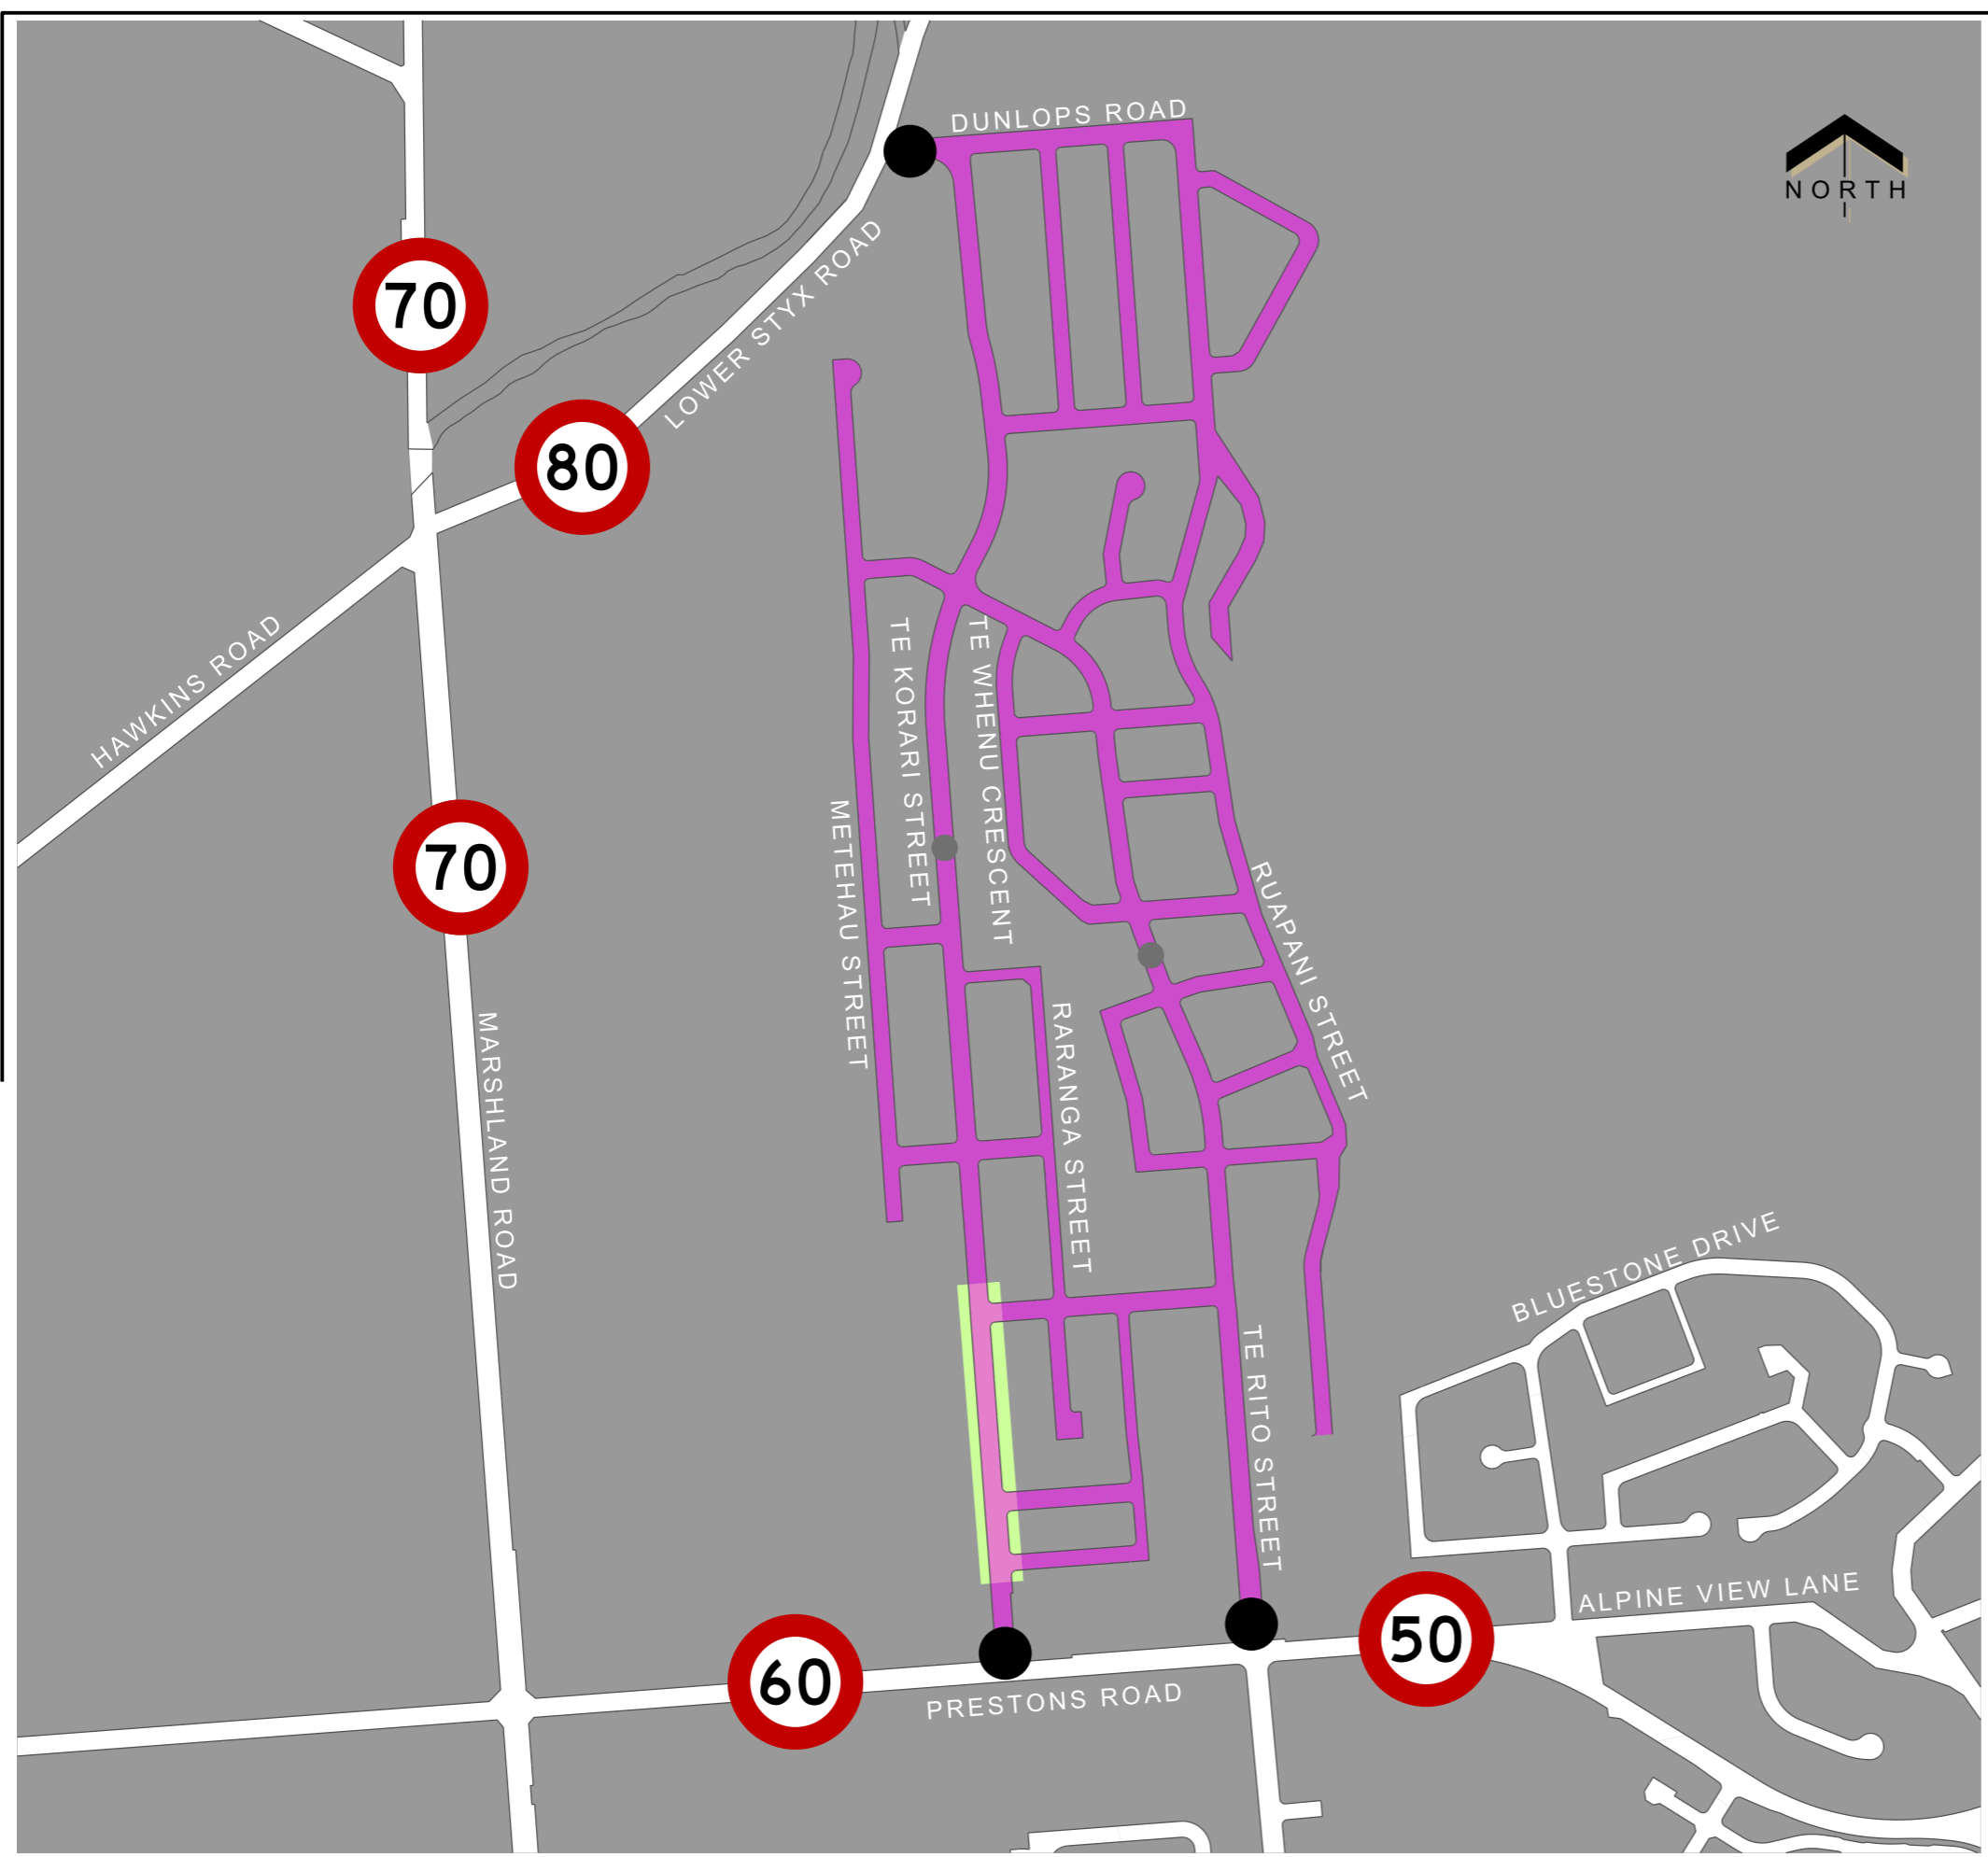 DUNLOPS ROAD
NORTH
70
LOWER STYX ROAD
80
HAWKINS ROAD
TE KORARI STREET
TE WHENU CRESCENT
METEHAU STREET
70
RUAPANI STREET
RARANGA STREET
MARSHLAND ROAD
BLUESTONE DRIVE
TE RITO STREET
ALPINE VIEW LANE
50
60
PRESTONS ROAD